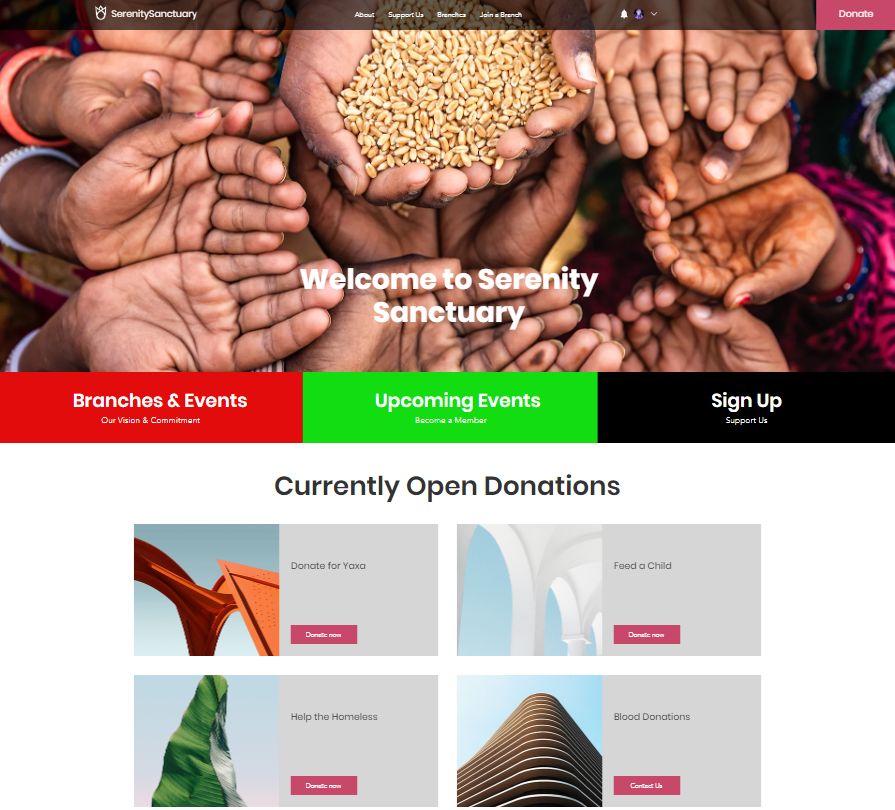 SerenitySanctuary
About Support Us Branches Join a Branch
Donate
Welcome to Serenity
Sanctuary
Branches & Events
Our Vision & Commitment
Upcoming Events
Become a Member
Sign Up
Support Us
Currently Open Donations
Donate for Yaxa
Donate now
Feed a Child
Donate now
Help the Homeless
Donate now
Blood Donations
Contact Us